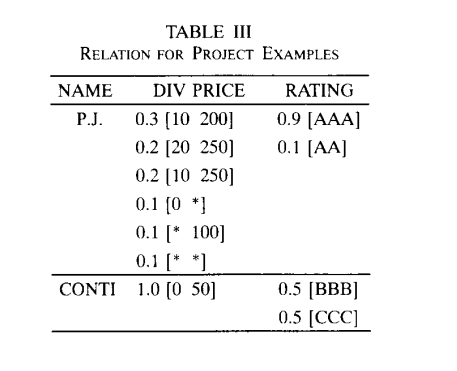 TABLE III
RELATION FOR PROJECT EXAMPLES
NAME DIV PRICE RATING
P.J. 0.3 [10 200] 0.9 [AAA]
0.2 [20 250] 0.1 [AA]
0.2 [10 250]
0.1 [0 *]
0.1 [* 100]
0.1 [* *]
CONTI 1.0 [0 50] 0.5 [BBB]
0.5 [CCC]